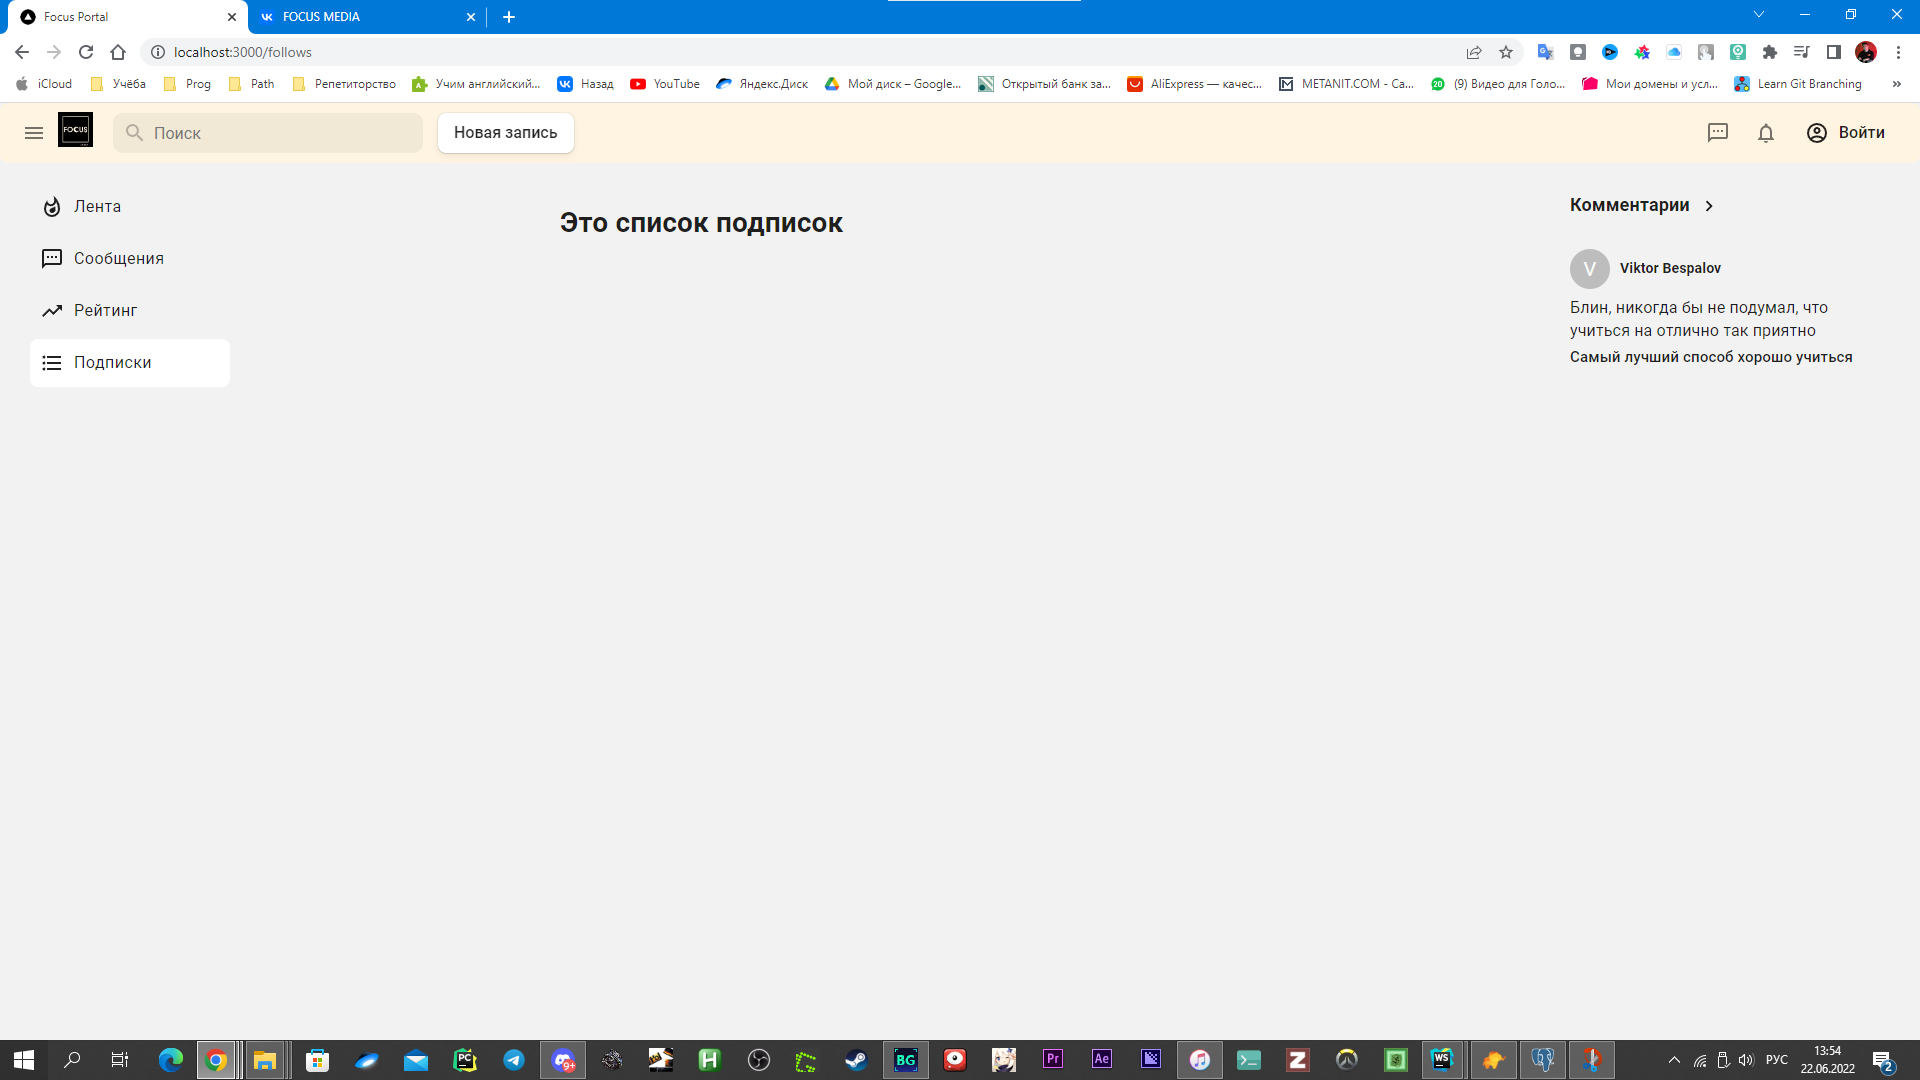 Focus Portal
FOCUS MEDIA
localhost:3000/follows
iCloud
Учёба
Prog
Path
Репетиторство
Учим английский...
Назад
YouTube
Яндекс.Диск
Мой диск – Google...
Открытый банк за...
AliExpress — качес...
METANIT.COM - Са...
(9) Видео для Голо...
Мои домены и усл...
Learn Git Branching
»
FOCUS
Поиск
Новая запись
Войти
Лента
Сообщения
Рейтинг
Подписки
Это список подписок
Комментарии
V
Viktor Bespalov
Блин, никогда бы не подумал, что
учиться на отлично так приятно
Самый лучший способ хорошо учиться
PC
9+
H
BG
Pr
Ae
Z
WS
РУС
13:54
22.06.2022
2